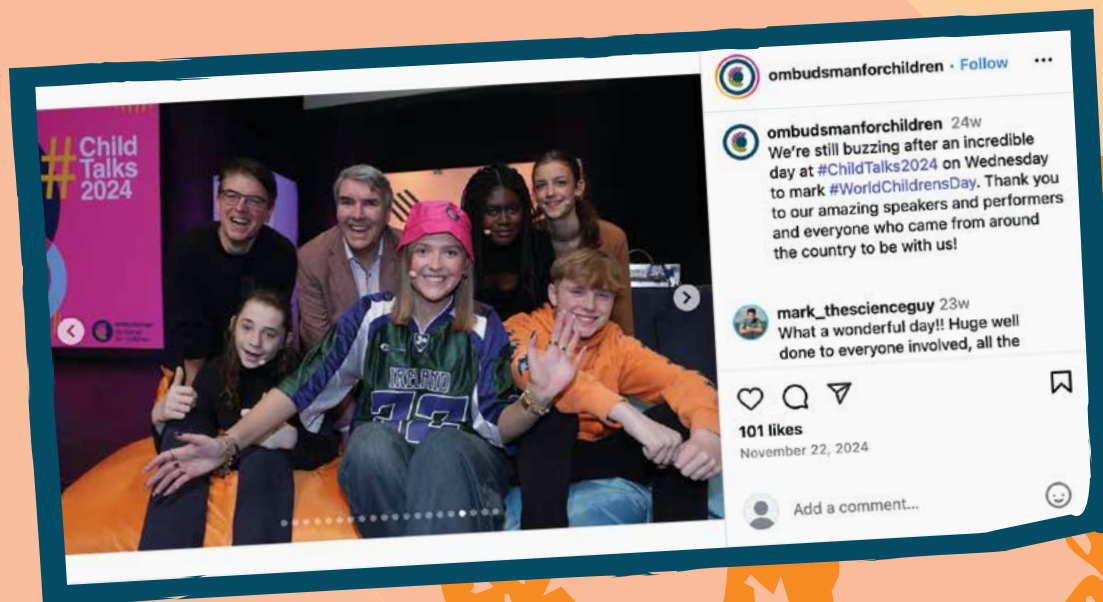 #Child
Talks
2024
ombudsman
for children
IRELAND
ombudsmanforchildren · Follow
ombudsmanforchildren 24w
We're still buzzing after an incredible
day at #ChildTalks2024 on Wednesday
to mark #WorldChildrensDay. Thank you
to our amazing speakers and performers
and everyone who came from around
the country to be with us!
mark_thescienceguy 23w
What a wonderful day!! Huge well
done to everyone involved, all the
101 likes
November 22, 2024
Add a comment...